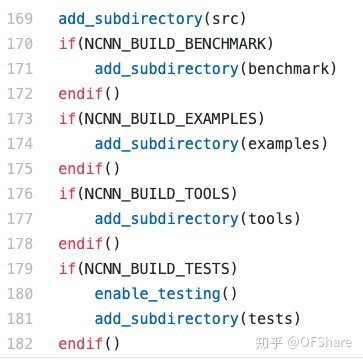 169 add_subdirectory(src)
170 if(NCNN_BUILD_BENCHMARK)
171     add_subdirectory(benchmark)
172 endif()
173 if(NCNN_BUILD_EXAMPLES)
174     add_subdirectory(examples)
175 endif()
176 if(NCNN_BUILD_TOOLS)
177     add_subdirectory(tools)
178 endif()
179 if(NCNN_BUILD_TESTS)
180     enable_testing()
181     add_subdirectory(tests)
182 endif()
知乎 @OFShare